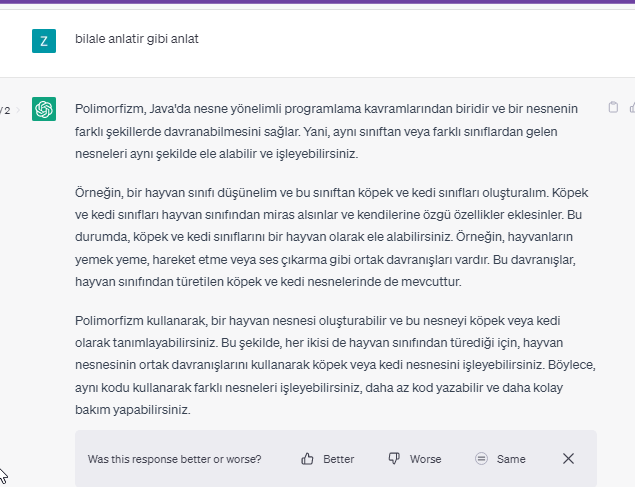 Z
bilale anlatir gibi anlat
/ 2
Polimorfizm, Java'da nesne yönelimli programlama kavramlarından biridir ve bir nesnenin
farklı şekillerde davranabilmesini sağlar. Yani, aynı sınıftan veya farklı sınıflardan gelen
nesneleri aynı şekilde ele alabilir ve işleyebilirsiniz.
Örneğin, bir hayvan sınıfı düşünelim ve bu sınıftan köpek ve kedi sınıfları oluşturalım. Köpek
ve kedi sınıfları hayvan sınıfından miras alsınlar ve kendilerine özgü özellikler eklesinler. Bu
durumda, köpek ve kedi sınıflarını bir hayvan olarak ele alabilirsiniz. Örneğin, hayvanların
yemek yeme, hareket etme veya ses çıkarma gibi ortak davranışları vardır. Bu davranışlar,
hayvan sınıfından türetilen köpek ve kedi nesnelerinde de mevcuttur.
Polimorfizm kullanarak, bir hayvan nesnesi oluşturabilir ve bu nesneyi köpek veya kedi
olarak tanımlayabilirsiniz. Bu şekilde, her ikisi de hayvan sınıfından türediği için, hayvan
nesnesinin ortak davranışlarını kullanarak köpek veya kedi nesnesini işleyebilirsiniz. Böylece,
aynı kodu kullanarak farklı nesneleri işleyebilirsiniz, daha az kod yazabilir ve daha kolay
bakım yapabilirsiniz.
Was this response better or worse? Better Worse Same